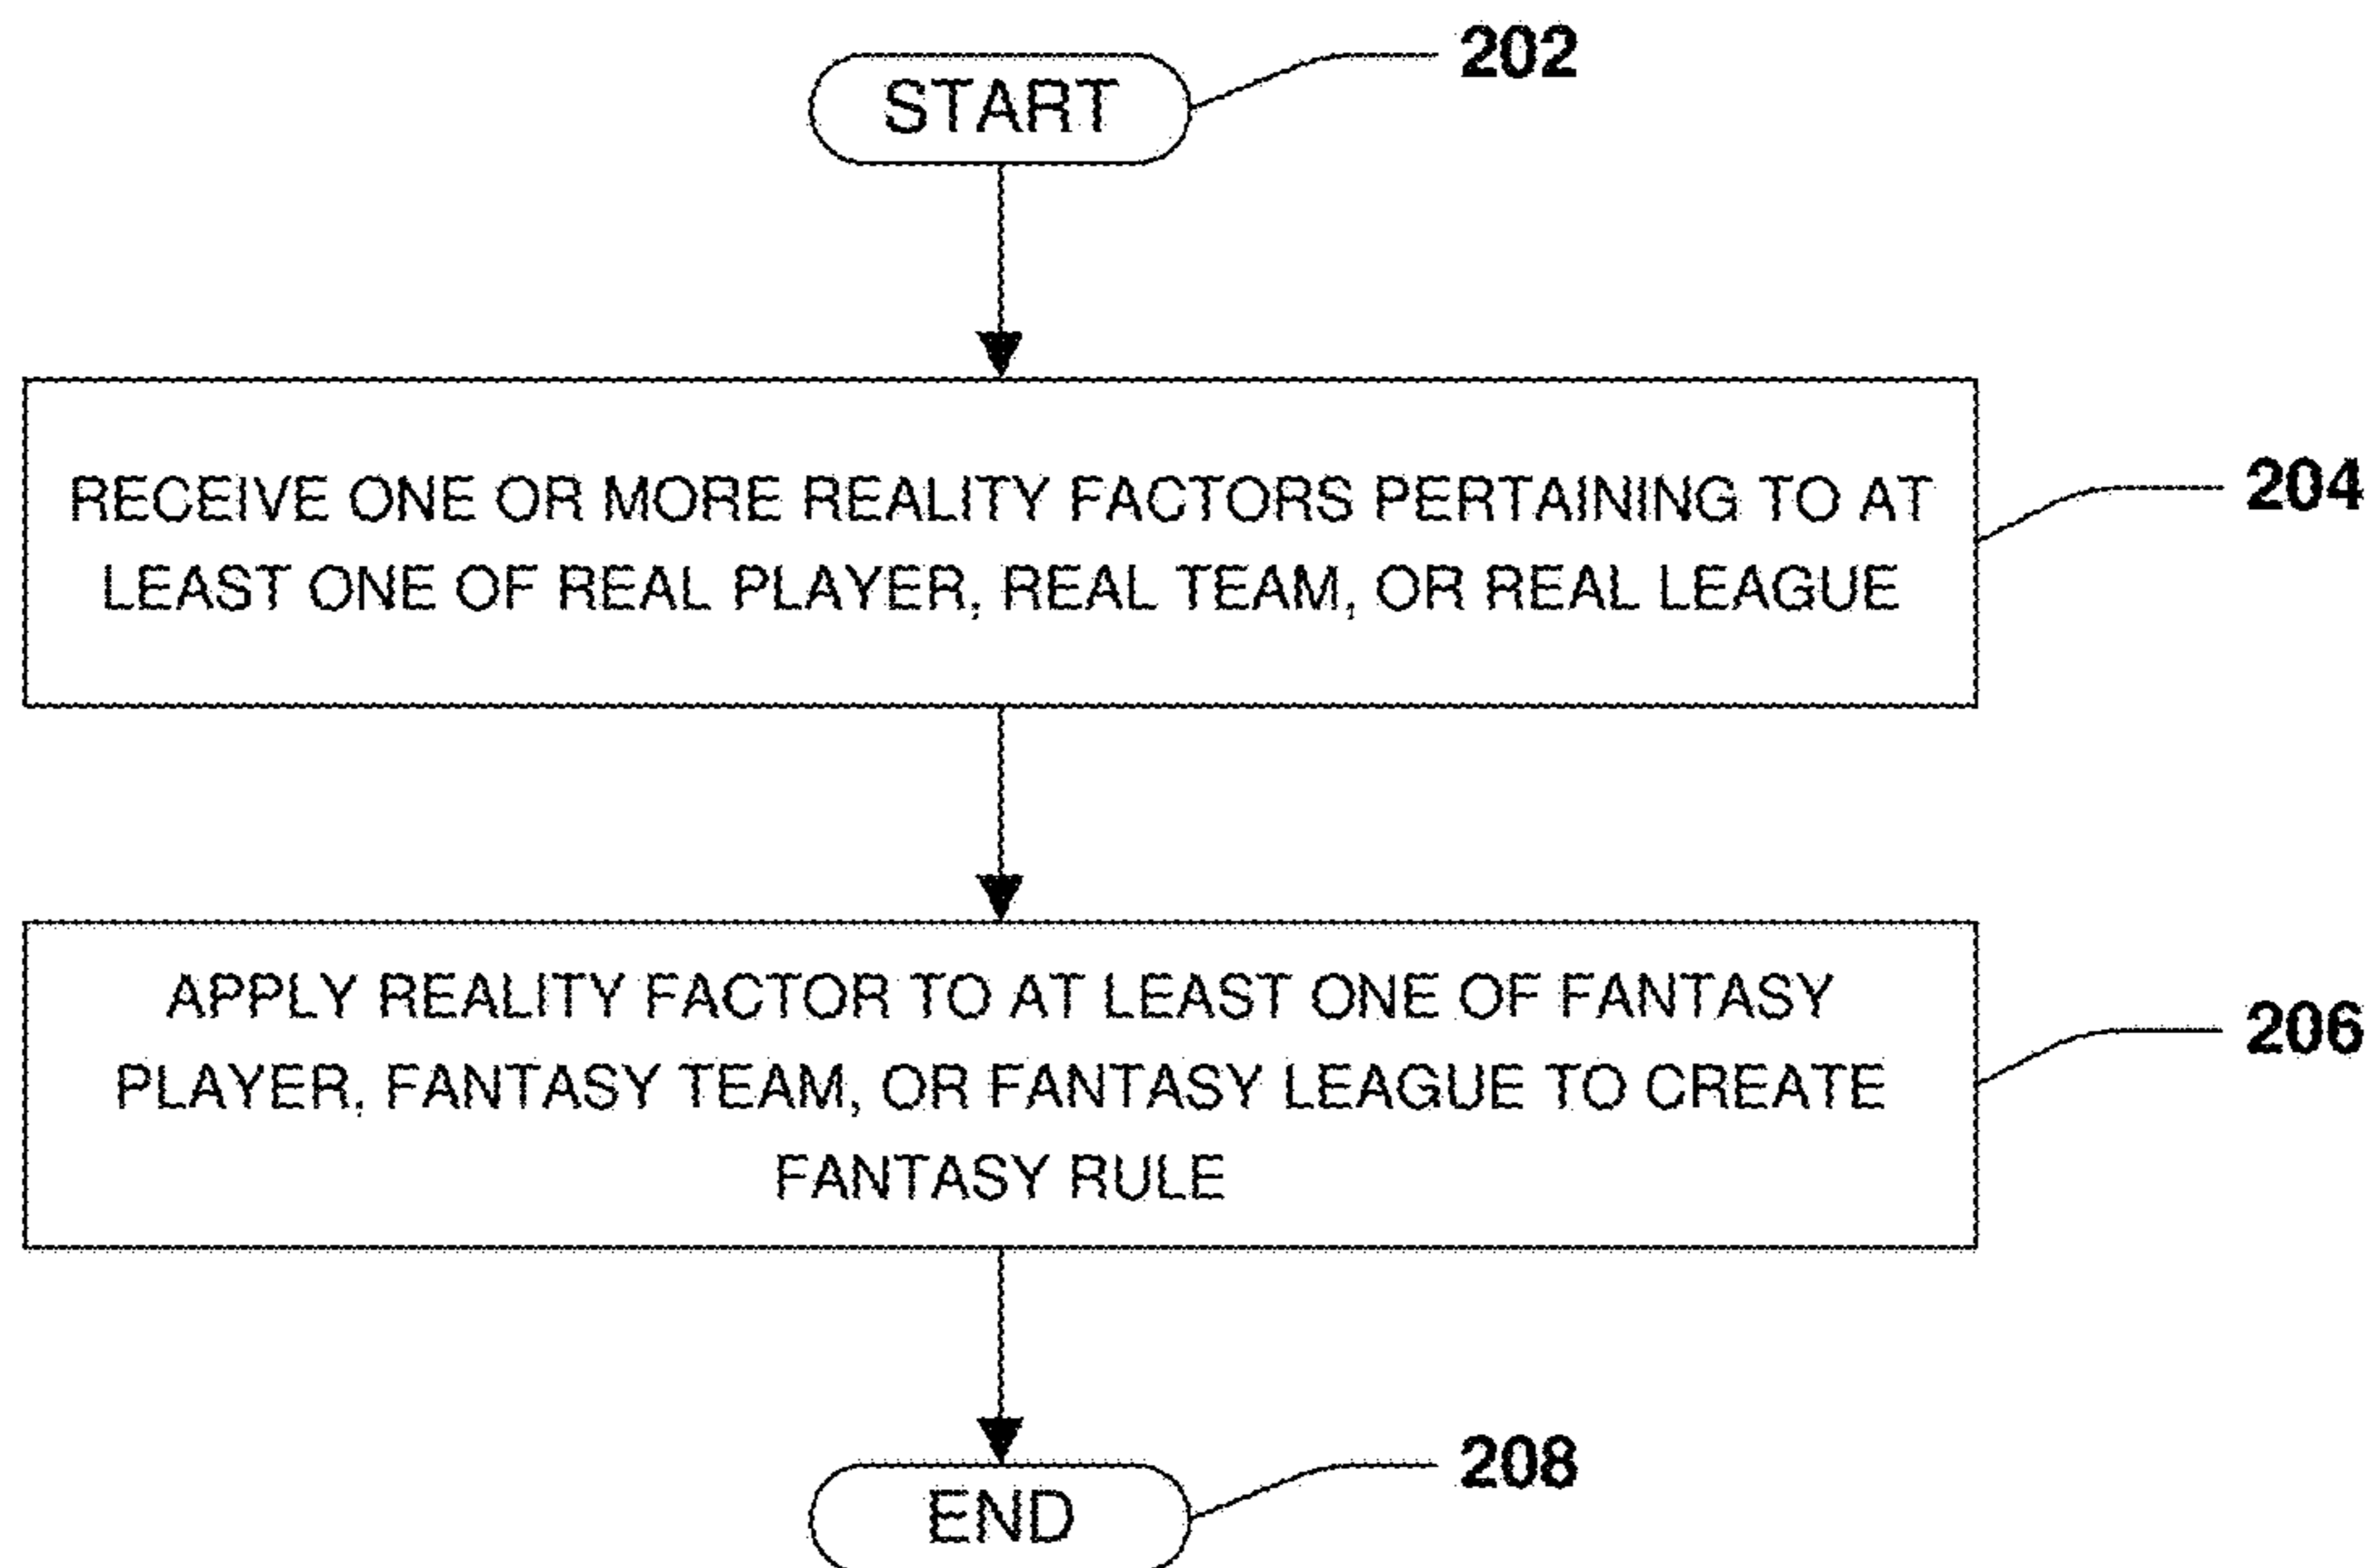 START
202
RECEIVE ONE OR MORE REALITY FACTORS PERTAINING TO AT
LEAST ONE OF REAL PLAYER, REAL TEAM, OR REAL LEAGUE
204
APPLY REALITY FACTOR TO AT LEAST ONE OF FANTASY
PLAYER, FANTASY TEAM, OR FANTASY LEAGUE TO CREATE
FANTASY RULE
206
END
208